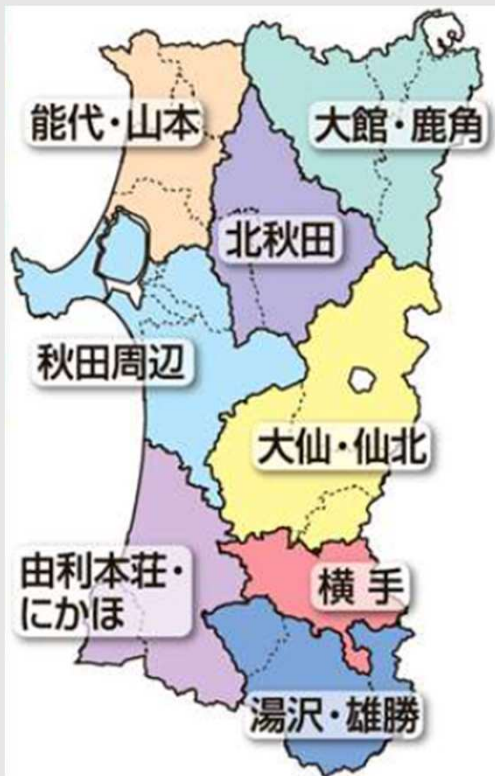 能代・山本
大館・鹿角
北秋田
秋田周辺
大仙・仙北
由利本荘・
にかほ
横手
湯沢・雄勝